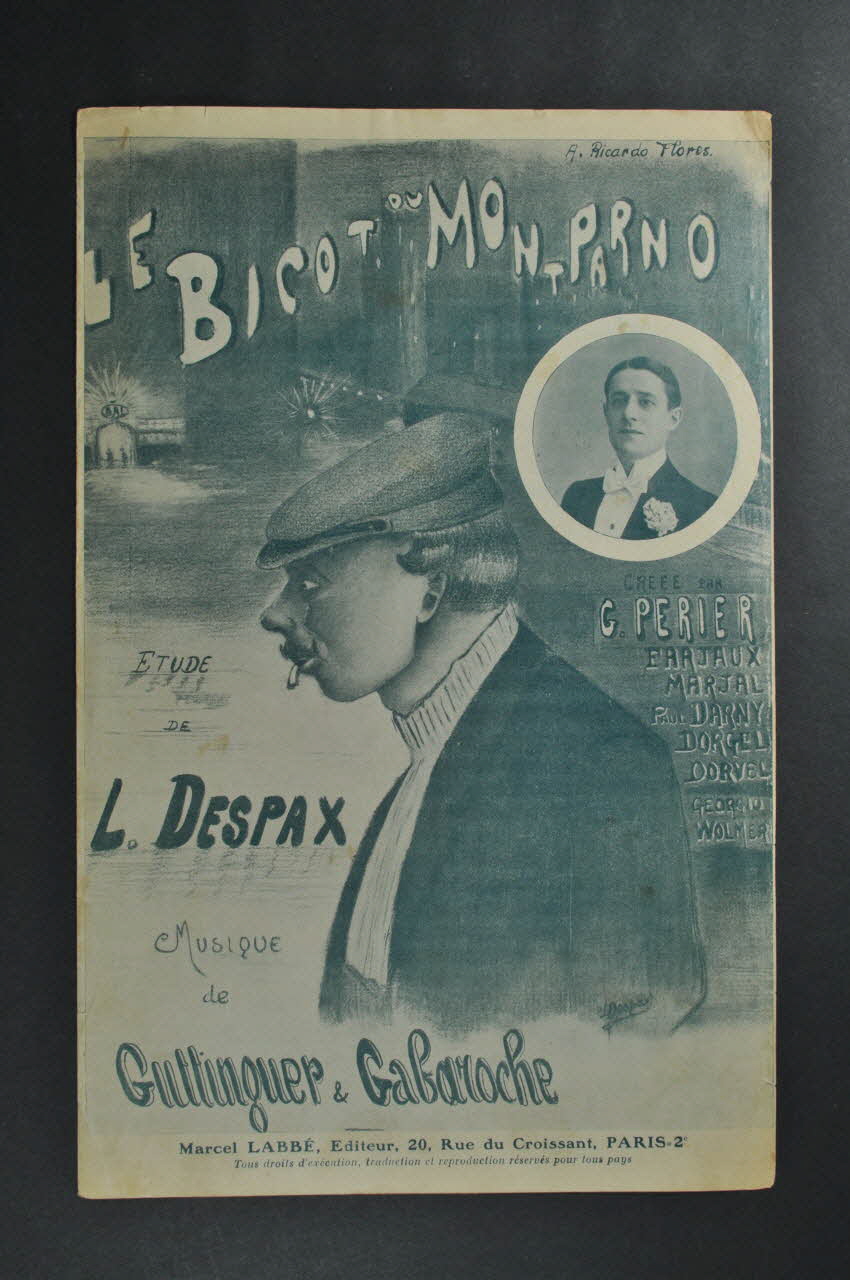 A. Ricardo Flores.
LE BICOT DU MONTPARNO
BAL
CRÉÉE PAR
G. PERIER
FARJAUX
MARJAL
PAUL DARNY
DORGEL
DORVEL
GEORGIU
WOLMER
ETUDE
DE
L. DESPAX
MUSIQUE
de
Guttinguer & Gabaroche
L. Despax
Marcel LABBÉ, Editeur, 20, Rue du Croissant, PARIS-2e
Tous droits d'exécution, traduction et reproduction réservés pour tous pays